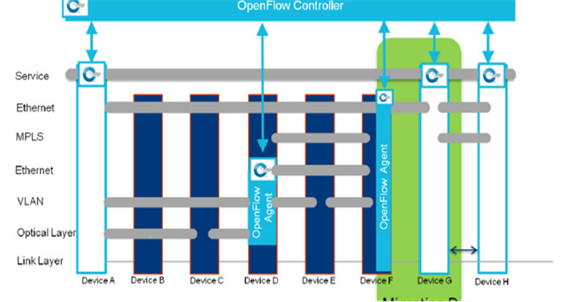 OpenFlow Controller
Service
Ethernet
MPLS
Ethernet
VLAN
Optical Layer
Link Layer
OpenFlow Agent
OpenFlow Agent
Device A
Device B
Device C
Device D
Device E
Device F
Device G
Device H